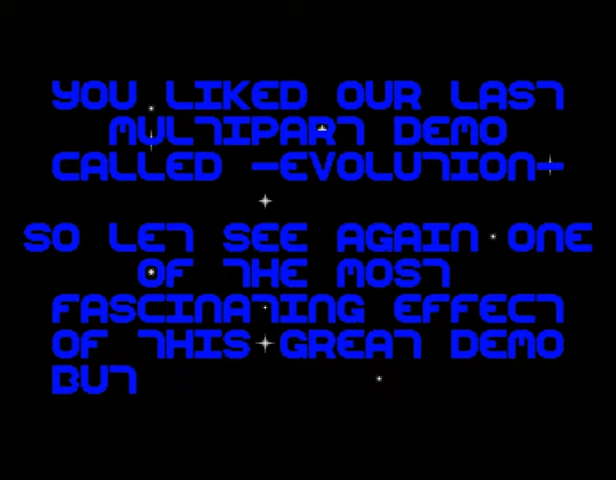 YOU LIKED OUR LAST
MULTIPART DEMO
CALLED -EVOLUTION-
SO LET SEE AGAIN ONE
OF THE MOST
FASCINATING EFFECT
OF THIS GREAT DEMO
BUT